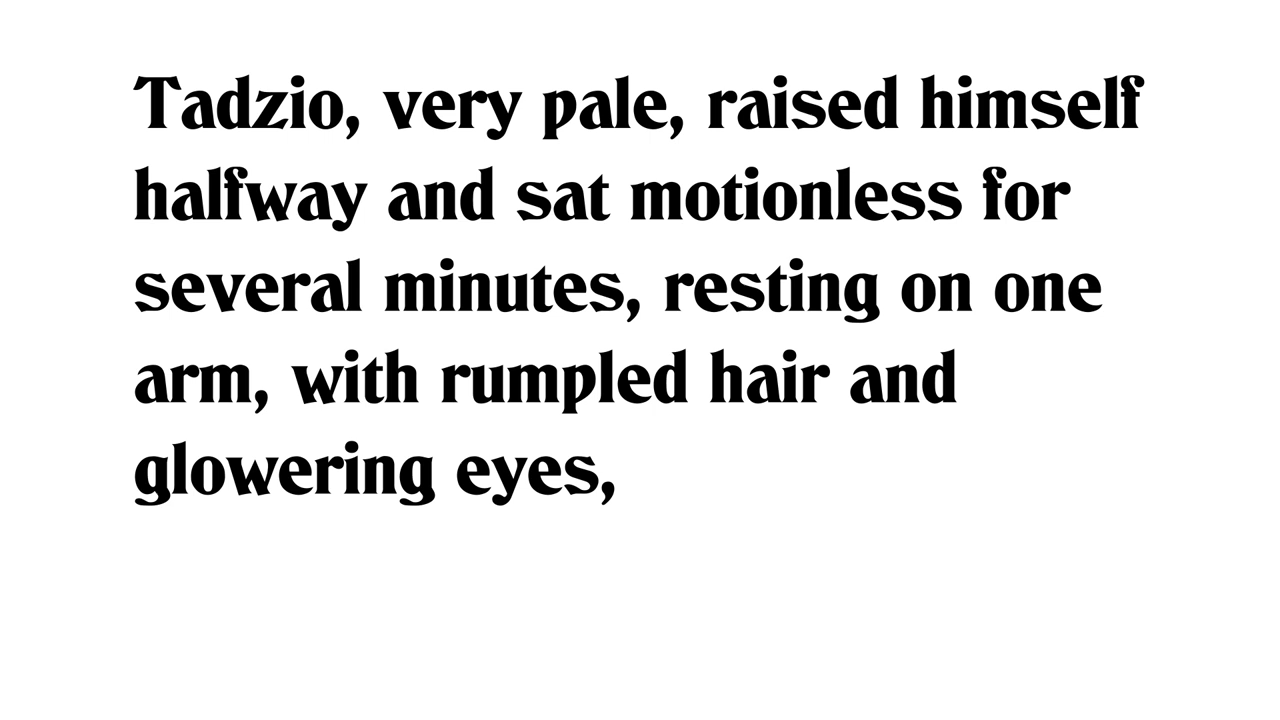 Tadzio, very pale, raised himself
halfway and sat motionless for
several minutes, resting on one
arm, with rumpled hair and
glowering eyes,